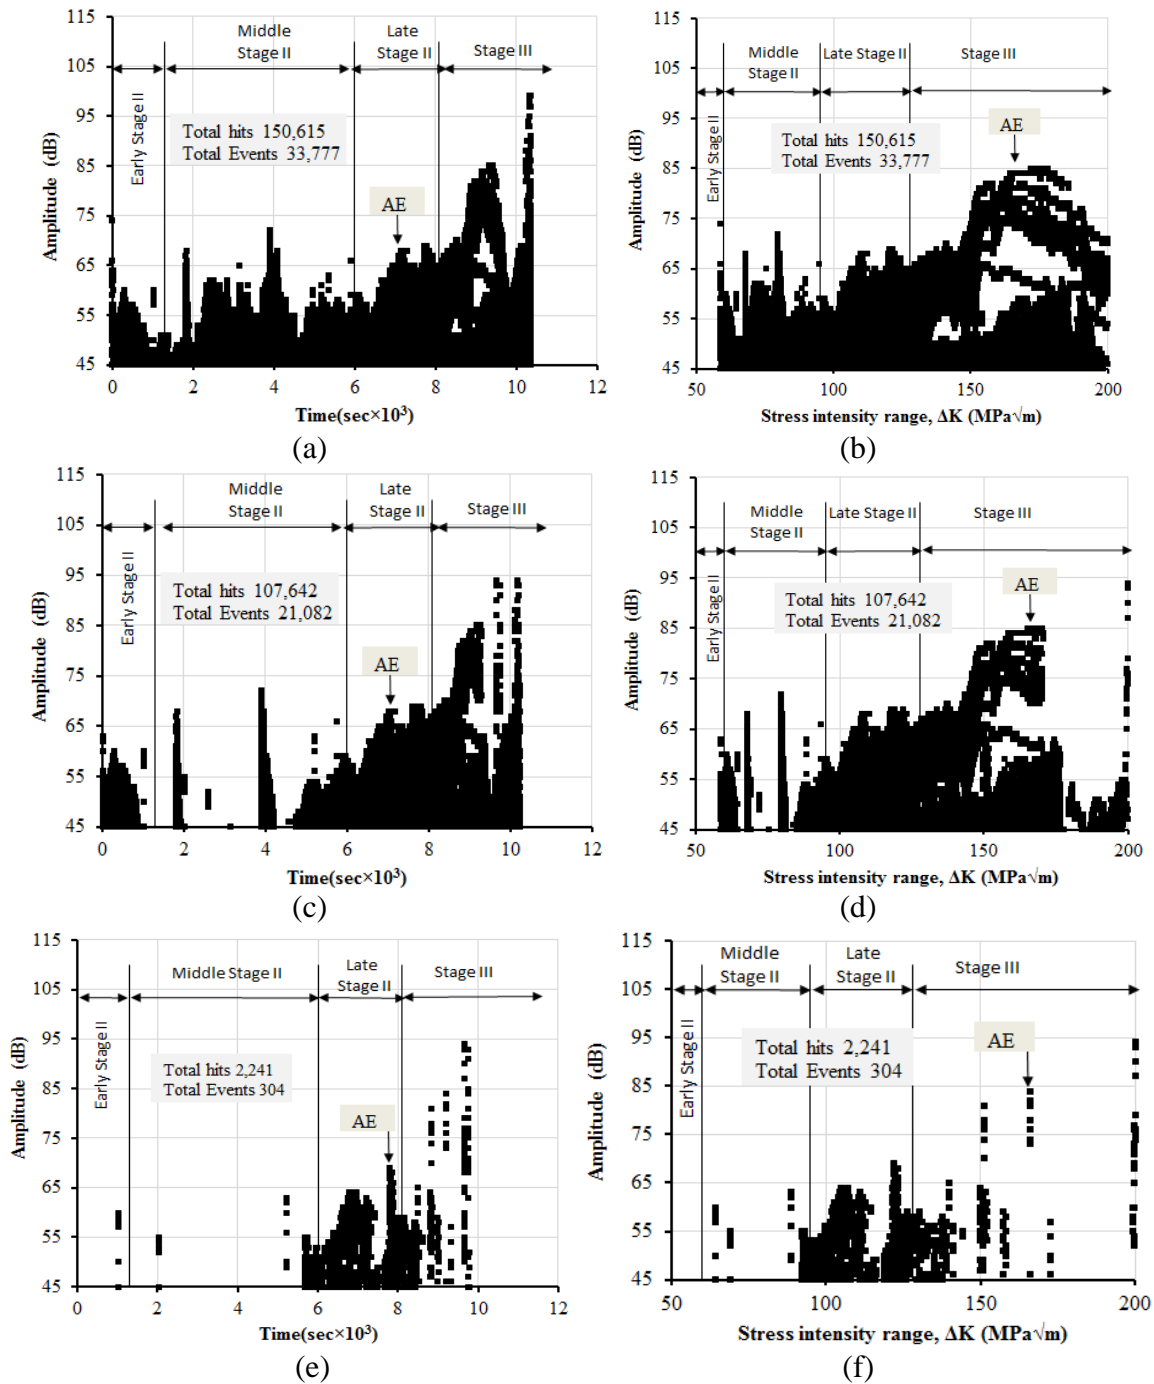 115
105
95
85
75
65
55
45
Amplitude (dB)
Early Stage II
Middle
Stage II
Late
Stage II
Stage III
Total hits 150,615
Total Events 33,777
AE
0 2 4 6 8 10 12
Time(sec×10³)
(a)
115
105
95
85
75
65
55
45
Amplitude (dB)
Early Stage II
Middle
Stage II
Late Stage II
Stage III
Total hits 150,615
Total Events 33,777
AE
50 100 150 200
Stress intensity range, ΔK (MPa√m)
(b)
115
105
95
85
75
65
55
45
Amplitude (dB)
Early Stage II
Middle
Stage II
Late
Stage II
Stage III
Total hits 107,642
Total Events 21,082
AE
0 2 4 6 8 10 12
Time(sec×10³)
(c)
115
105
95
85
75
65
55
45
Amplitude (dB)
Early Stage II
Middle
Stage II
Late Stage II
Stage III
Total hits 107,642
Total Events 21,082
AE
50 100 150 200
Stress intensity range, ΔK (MPa√m)
(d)
115
105
95
85
75
65
55
45
Amplitude (dB)
Early Stage II
Middle Stage II
Late
Stage II
Stage III
Total hits 2,241
Total Events 304
AE
0 2 4 6 8 10 12
Time(sec×10³)
(e)
115
105
95
85
75
65
55
45
Amplitude (dB)
Early Stage II
Middle
Stage II
Late
Stage II
Stage III
Total hits 2,241
Total Events 304
AE
50 100 150 200
Stress intensity range, ΔK (MPa√m)
(f)